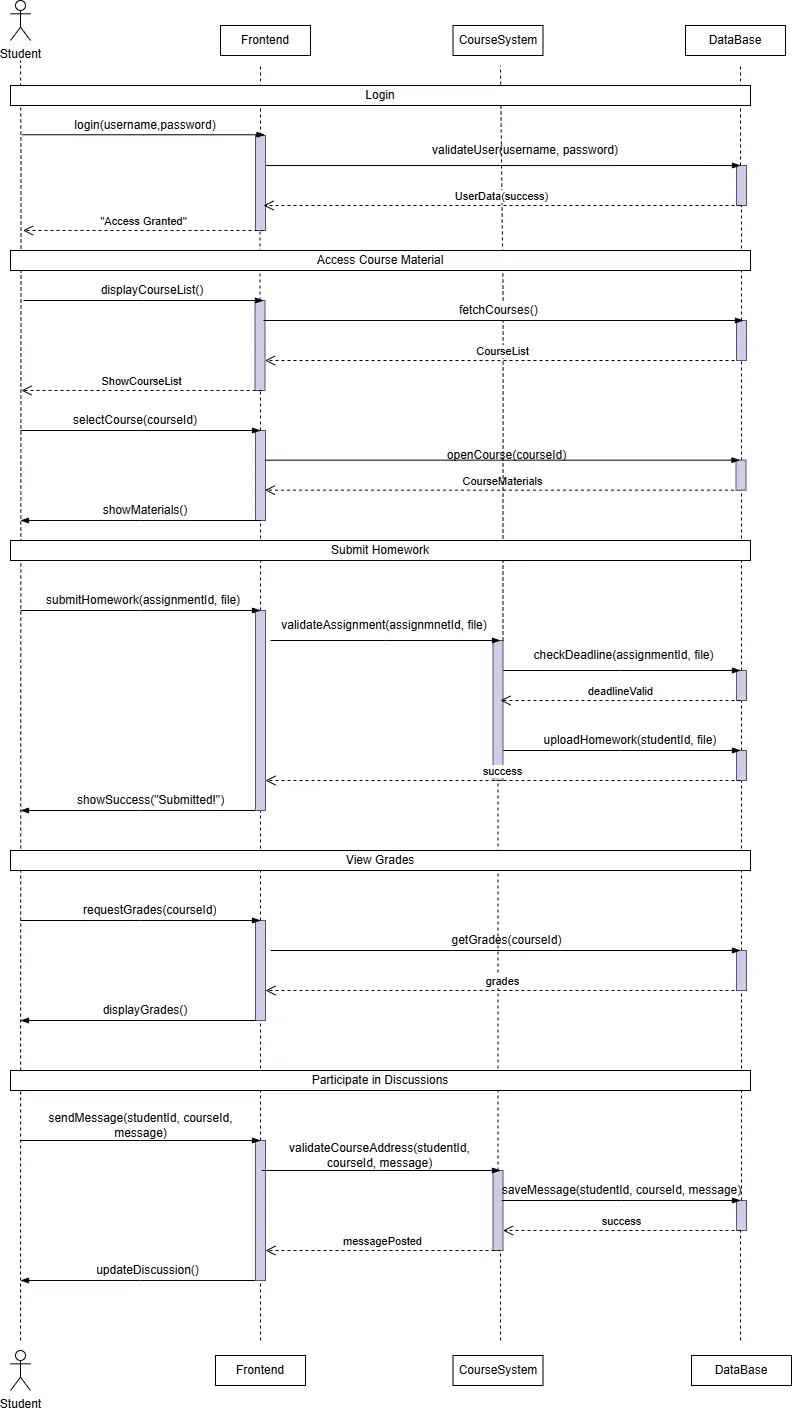 Student
Frontend
CourseSystem
DataBase
Login
login(username,password)
validateUser(username, password)
UserData(success)
"Access Granted"
Access Course Material
displayCourseList()
fetchCourses()
CourseList
ShowCourseList
selectCourse(courseId)
openCourse(courseId)
CourseMaterials
showMaterials()
Submit Homework
submitHomework(assignmentId, file)
validateAssignment(assignmnetId, file)
checkDeadline(assignmentId, file)
deadlineValid
uploadHomework(studentId, file)
success
showSuccess("Submitted!")
View Grades
requestGrades(courseId)
getGrades(courseId)
grades
displayGrades()
Participate in Discussions
sendMessage(studentId, courseId,
message)
validateCourseAddress(studentId,
courseId, message)
saveMessage(studentId, courseId, message)
success
messagePosted
updateDiscussion()
Student
Frontend
CourseSystem
DataBase